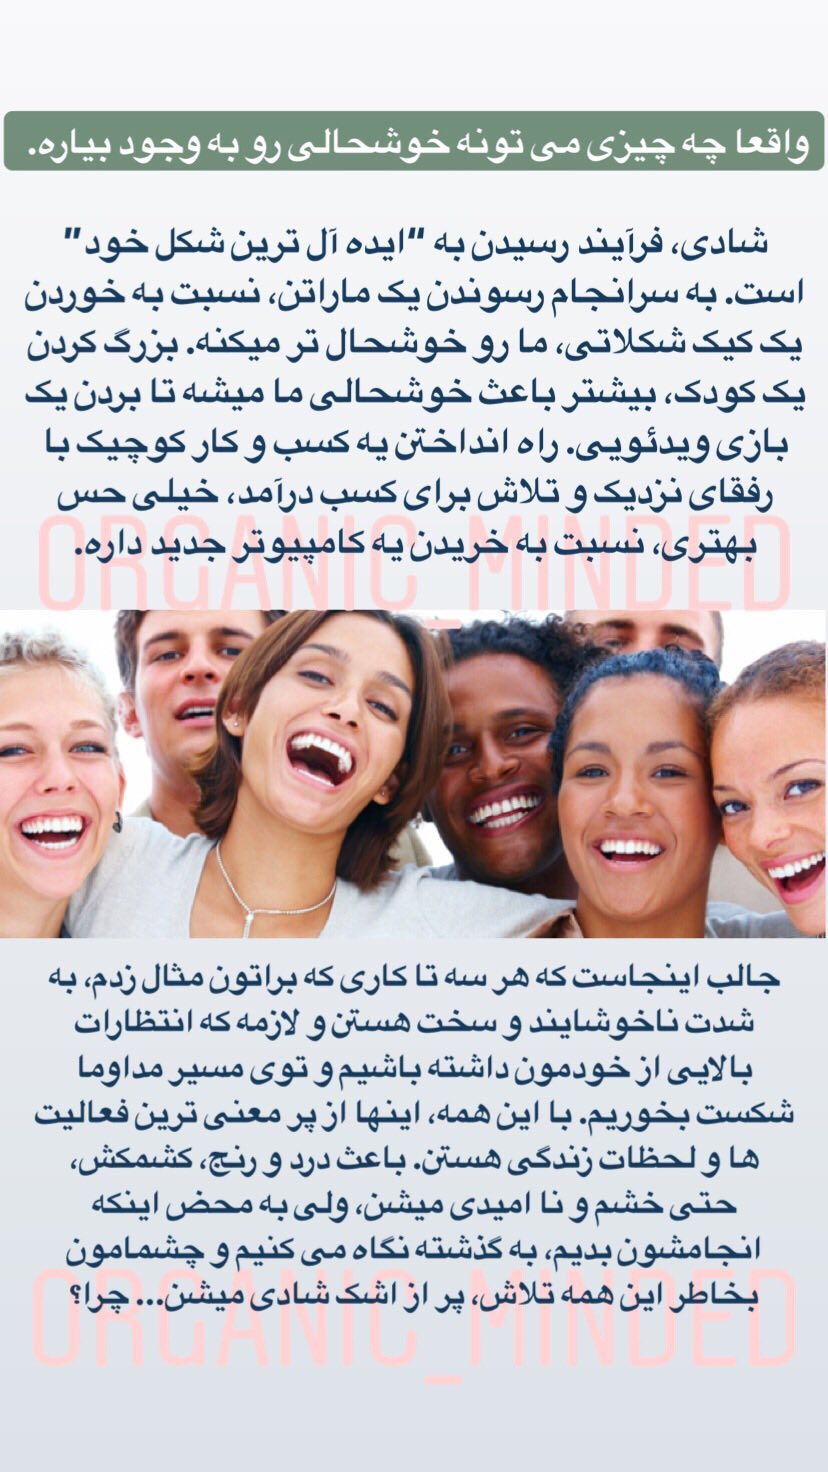 واقعا چه چیزی می تونه خوشحالی رو به وجود بیاره.
شادی، فرآیند رسیدن به “ایده آل ترین شکل خود”
است. به سرانجام رسوندن یک ماراتن، نسبت به خوردن
یک کیک شکلاتی، ما رو خوشحال تر میکنه. بزرگ کردن
یک کودک، بیشتر باعث خوشحالی ما میشه تا بردن یک
بازی ویدئویی. راه انداختن یه کسب و کار کوچیک با
رفقای نزدیک و تلاش برای کسب درآمد، خیلی حس
بهتری، نسبت به خریدن یه کامپیوتر جدید داره.
ORGANIC_MINDED
جالب اینجاست که هر سه تا کاری که براتون مثال زدم، به
شدت ناخوشایند و سخت هستن و لازمه که انتظارات
بالایی از خودمون داشته باشیم و توی مسیر مداوما
شکست بخوریم. با این همه، اینها از پر معنی ترین فعالیت
ها و لحظات زندگی هستن. باعث درد و رنج، کشمکش،
حتی خشم و نا امیدی میشن، ولی به محض اینکه
انجامشون بدیم، به گذشته نگاه می کنیم و چشمامون
بخاطر این همه تلاش، پر از اشک شادی میشن... چرا؟
ORGANIC_MINDED